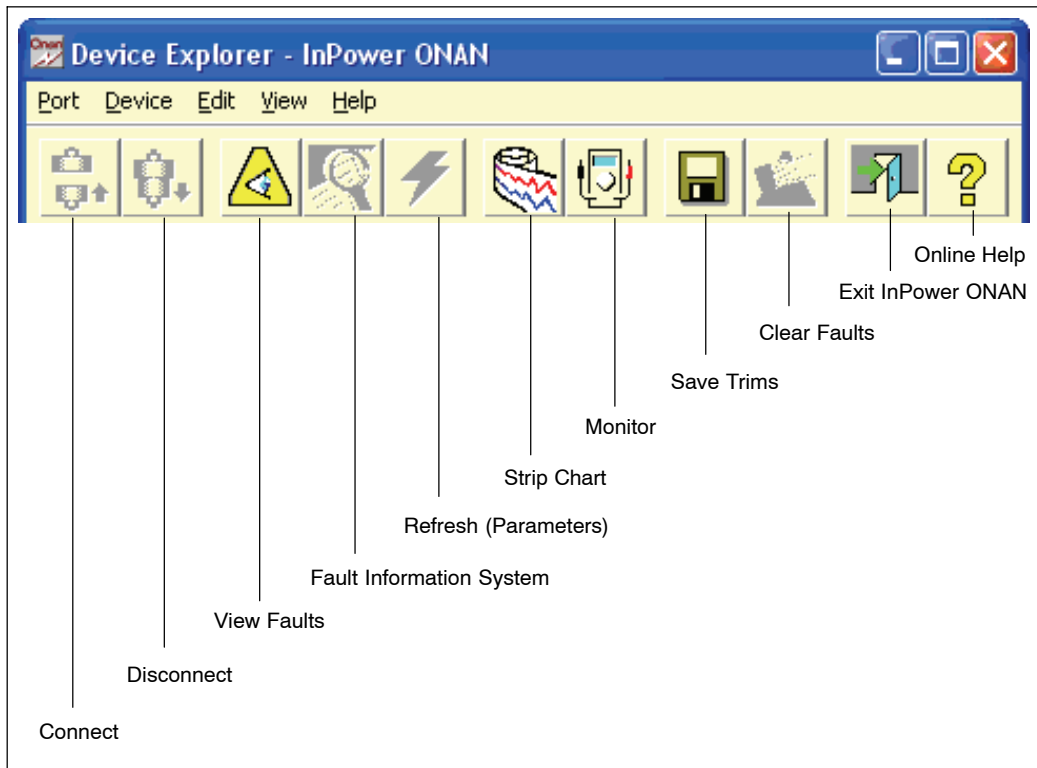 Onan
Device Explorer - InPower ONAN
Port Device Edit View Help
Online Help
Exit InPower ONAN
Clear Faults
Save Trims
Monitor
Strip Chart
Refresh (Parameters)
Fault Information System
View Faults
Disconnect
Connect